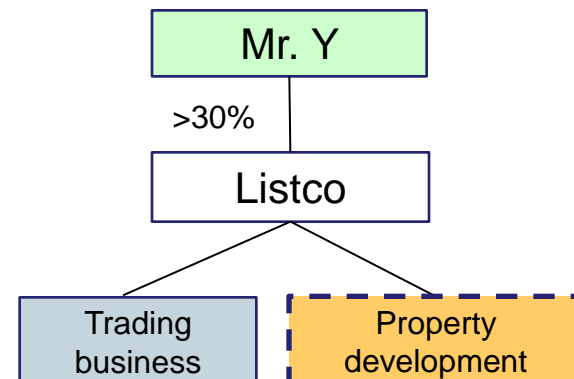 Mr. Y
>30%
Listco
Trading
business
Property
development